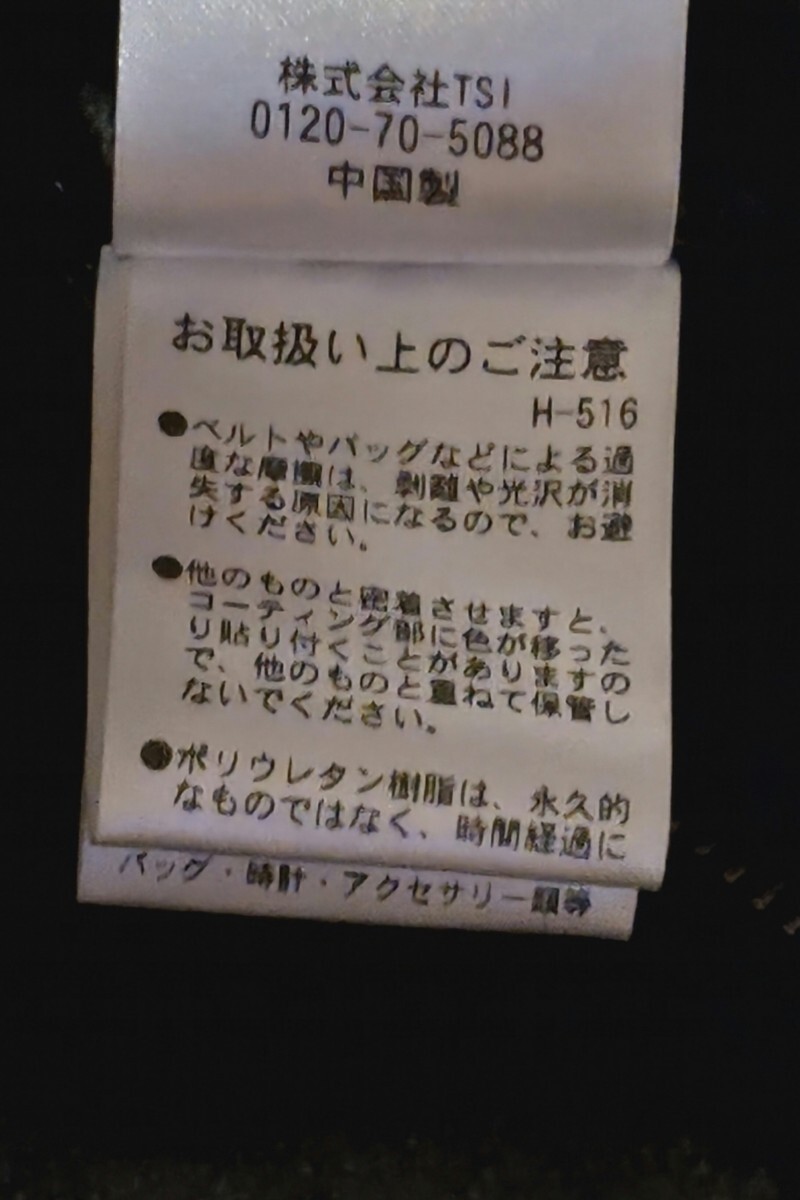 株式会社TSI
0120-70-5088
中国製
お取扱い上のご注意
H-516
●ベルトやバッグなどによる過
度な摩擦は、剥離や光沢が消
失する原因になるので、お避
けください。
●他のものと密着させますと、
コーティング部に色が移った
り貼り付くことがありますの
で、他のものと重ねて保管し
ないでください。
●ポリウレタン樹脂は、永久的
なものではなく、時間経過に
バッグ・時計・アクセサリー類等